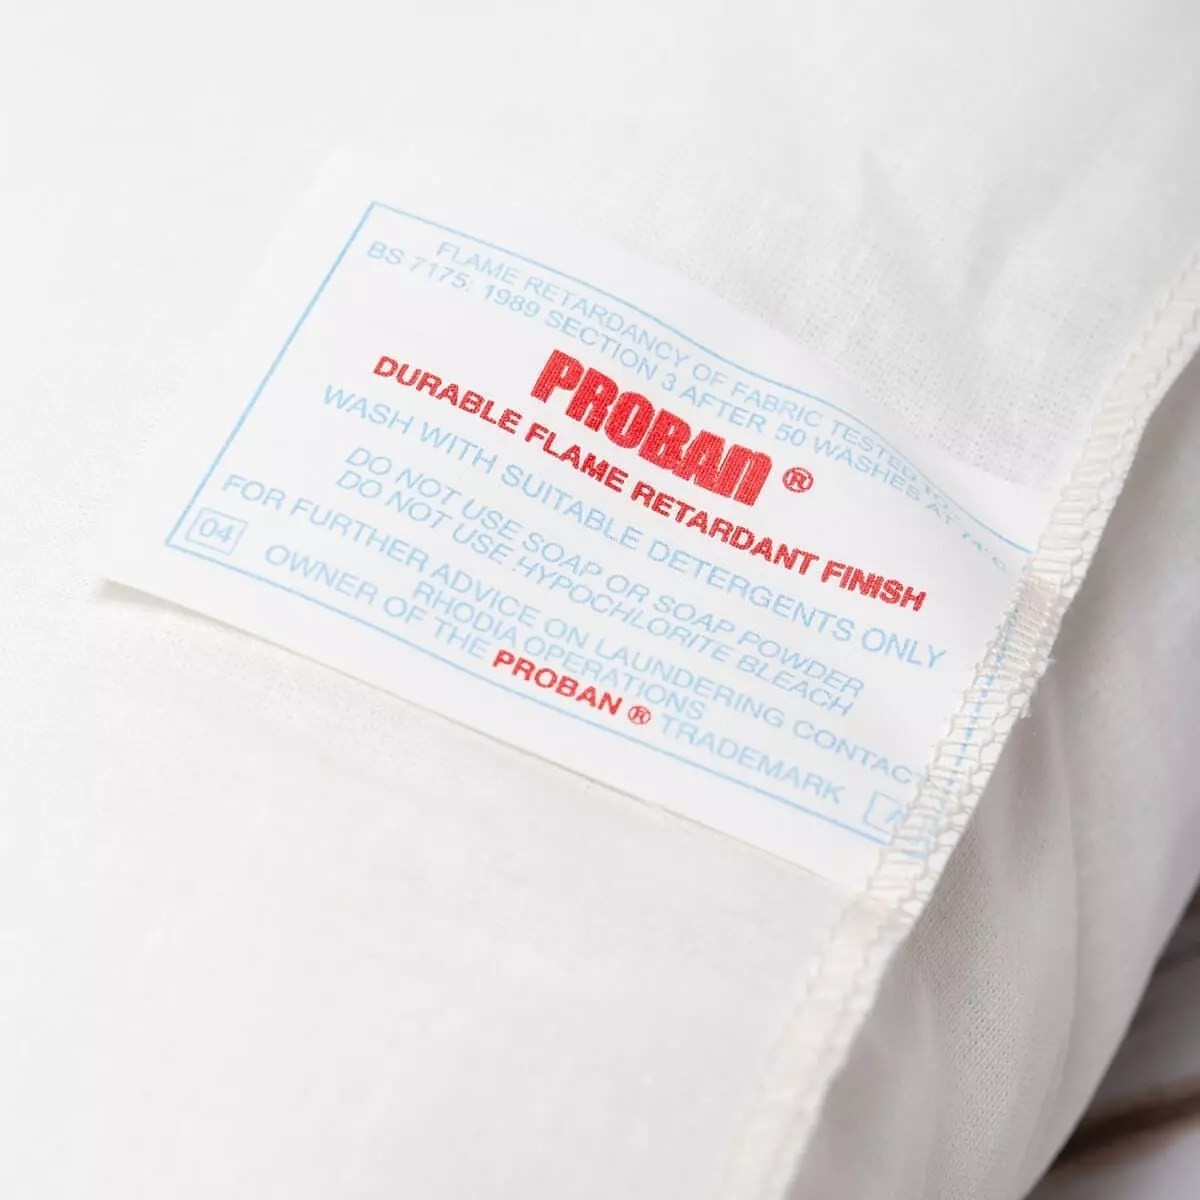 FLAME RETARDANCY OF FABRIC TESTED TO
BS 7175: 1989 SECTION 3 AFTER 50 WASHES AT
PROBAN ®
DURABLE FLAME RETARDANT FINISH
WASH WITH SUITABLE DETERGENTS ONLY
DO NOT USE SOAP OR SOAP POWDER
DO NOT USE HYPOCHLORITE BLEACH
FOR FURTHER ADVICE ON LAUNDERING CONTACT
RHODIA OPERATIONS
OWNER OF THE PROBAN ® TRADEMARK
04